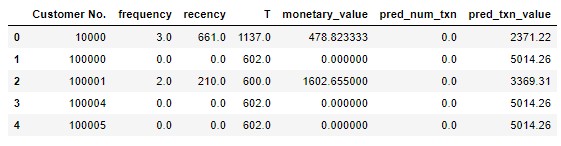 Customer No. frequency recency T monetary_value pred_num_txn pred_txn_value
0 10000 3.0 661.0 1137.0 478.823333 0.0 2371.22
1 100000 0.0 0.0 602.0 0.000000 0.0 5014.26
2 100001 2.0 210.0 600.0 1602.655000 0.0 3369.31
3 100004 0.0 0.0 602.0 0.000000 0.0 5014.26
4 100005 0.0 0.0 602.0 0.000000 0.0 5014.26